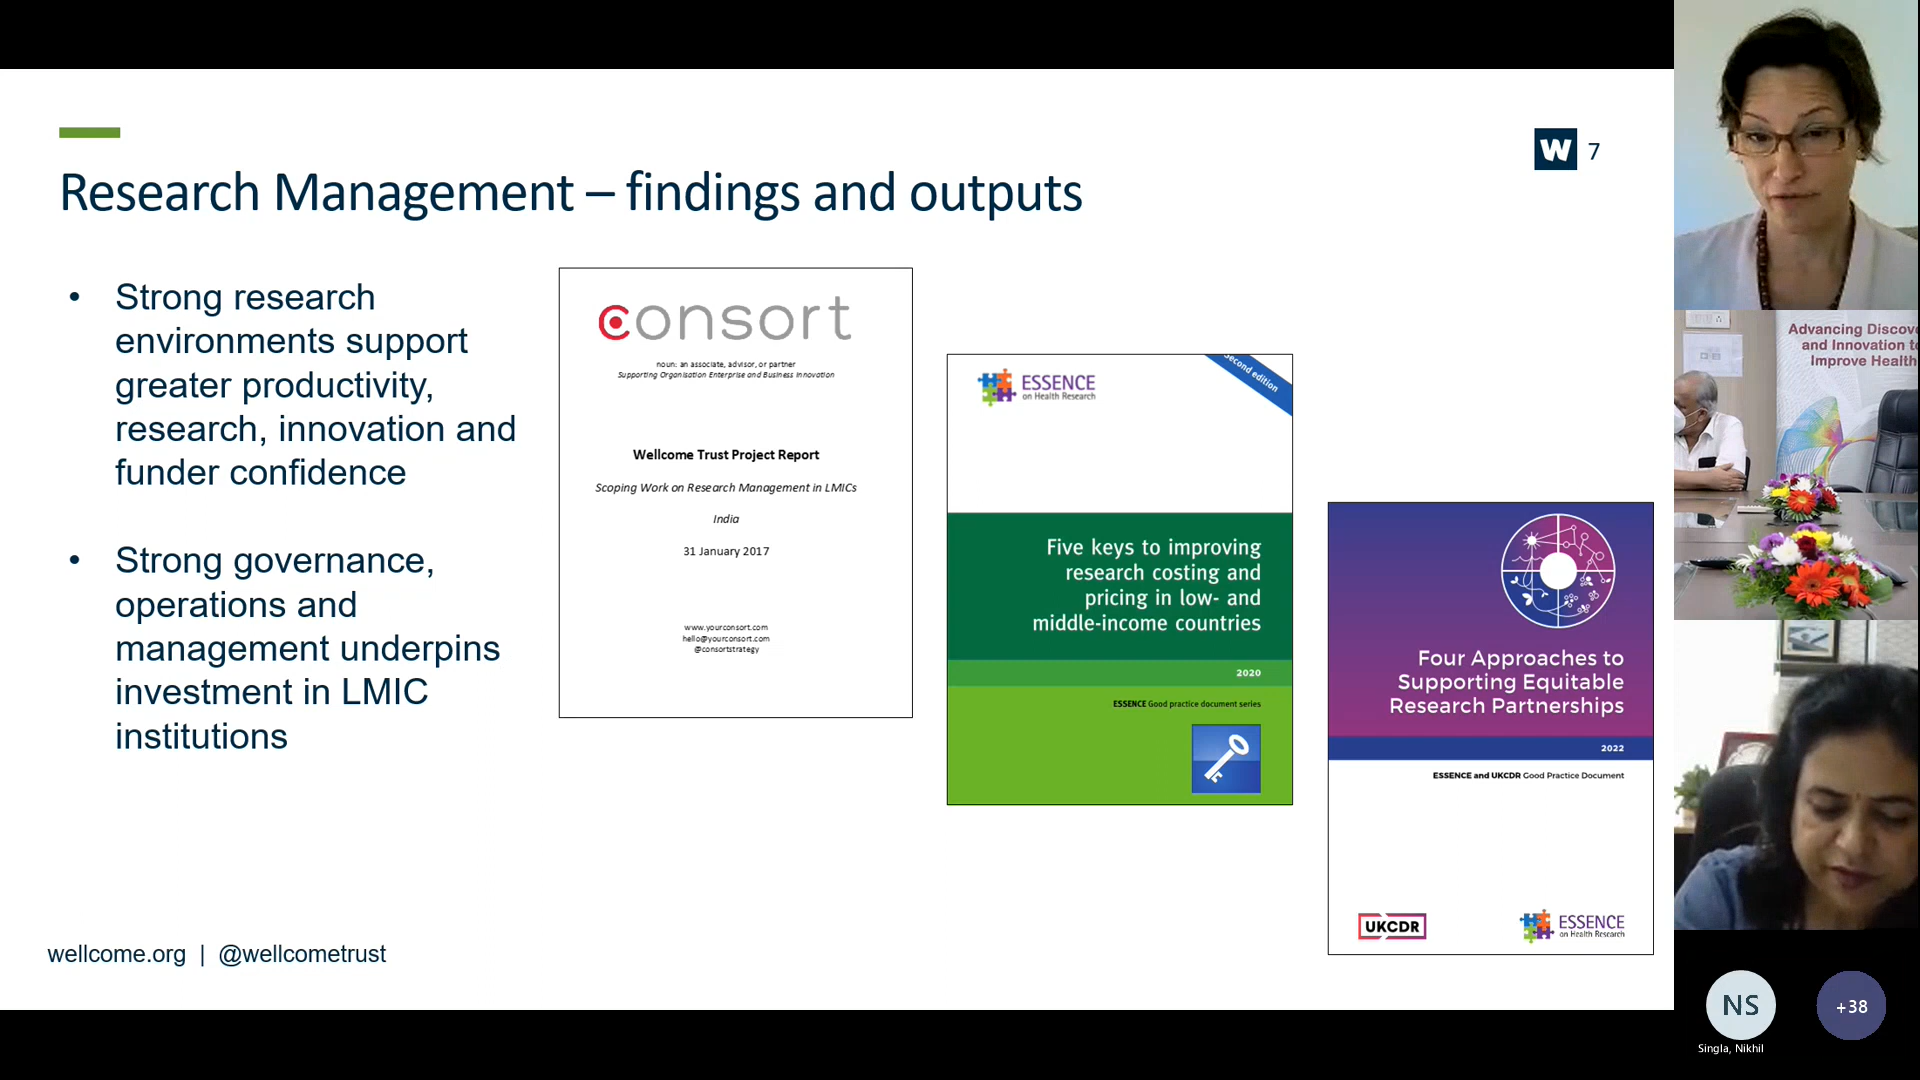 W 7
Research Management – findings and outputs
• Strong research
environments support
greater productivity,
research, innovation and
funder confidence
• Strong governance,
operations and
management underpins
investment in LMIC
institutions
consort
noun: an associate, advisor, or partner
Supporting Organisation Enterprise and Business Innovation
Wellcome Trust Project Report
Scoping Work on Research Management in LMICs
India
31 January 2017
www.yourconsort.com
hello@yourconsort.com
@consortstrategy
ESSENCE
on Health Research
Second edition
Five keys to improving
research costing and
pricing in low- and
middle-income countries
2020
ESSENCE Good practice document series
Four Approaches to
Supporting Equitable
Research Partnerships
2022
ESSENCE and UKCDR Good Practice Document
UKCDR
ESSENCE
on Health Research
wellcome.org | @wellcometrust
Advancing Discov
and Innovation t
Improve Health
NS
Singla, Nikhil
+38